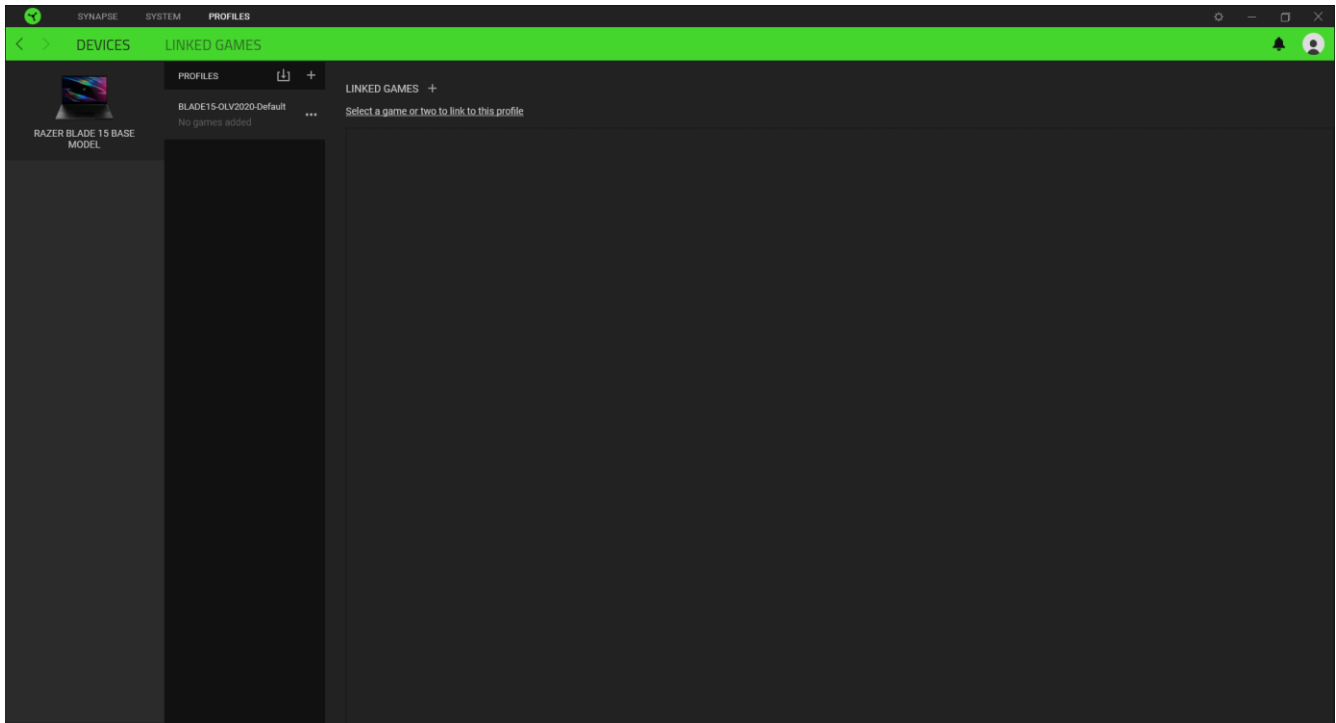 SYNAPSE SYSTEM PROFILES
DEVICES LINKED GAMES
RAZER BLADE 15 BASE
MODEL
PROFILES
BLADE15-OLV2020-Default
No games added
LINKED GAMES
Select a game or two to link to this profile